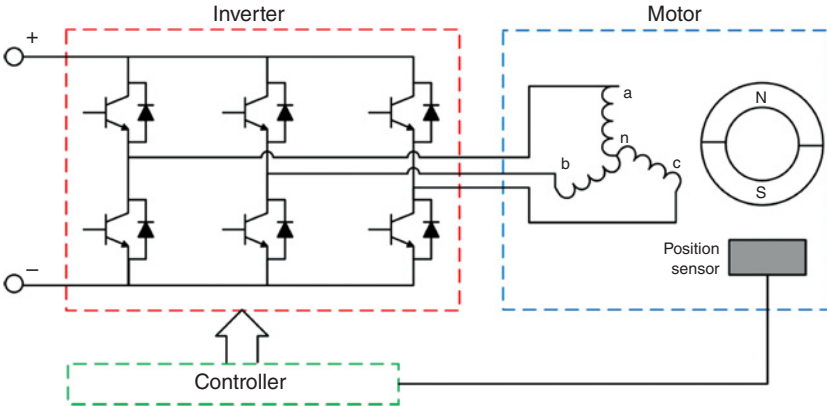 Inverter
Motor
+
a
N
n
b
c
S
Position
sensor
–
Controller